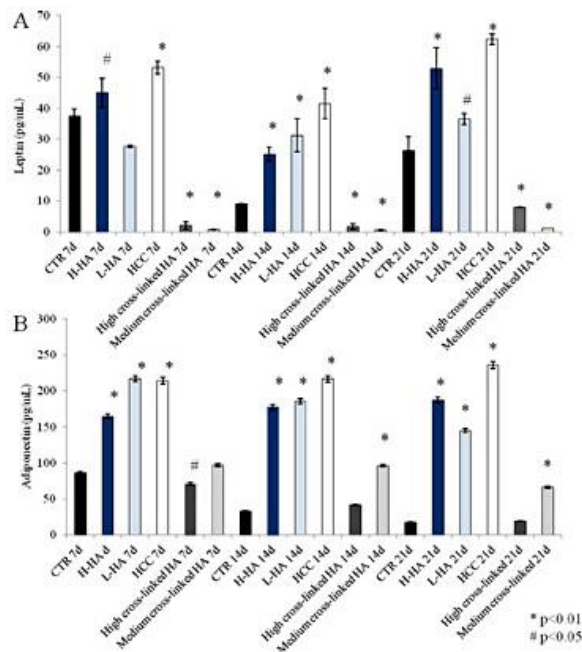 A
70
60
50
40
30
20
10
0
Leptin (pg/mL)
# * * * * * * * * # * * *
CTR 7d
H-HA 7d
L-HA 7d
HCC 7d
High cross-linked HA 7d
Medium cross-linked HA 7d
CTR 14d
H-HA 14d
L-HA 14d
HCC 14d
High cross-linked HA 14d
Medium cross-linked HA 14d
CTR 21d
H-HA 21d
L-HA 21d
HCC 21d
High cross-linked HA 21d
Medium cross-linked HA 21d
B
300
250
200
150
100
50
0
Adiponectin (pg/mL)
* * * # * * * * * * * *
CTR 7d
H-HA d
L-HA 7d
HCC 7d
High cross-linked HA 7d
Medium cross-linked HA 7d
CTR 14d
H-HA 14d
L-HA 14d
HCC 14d
High cross-linked HA 14d
Medium cross-linked HA 14d
CTR 21d
H-HA 21d
L-HA 21d
HCC 21d
High cross-linked 21d
Medium cross-linked 21d
* p<0.01
# p<0.05